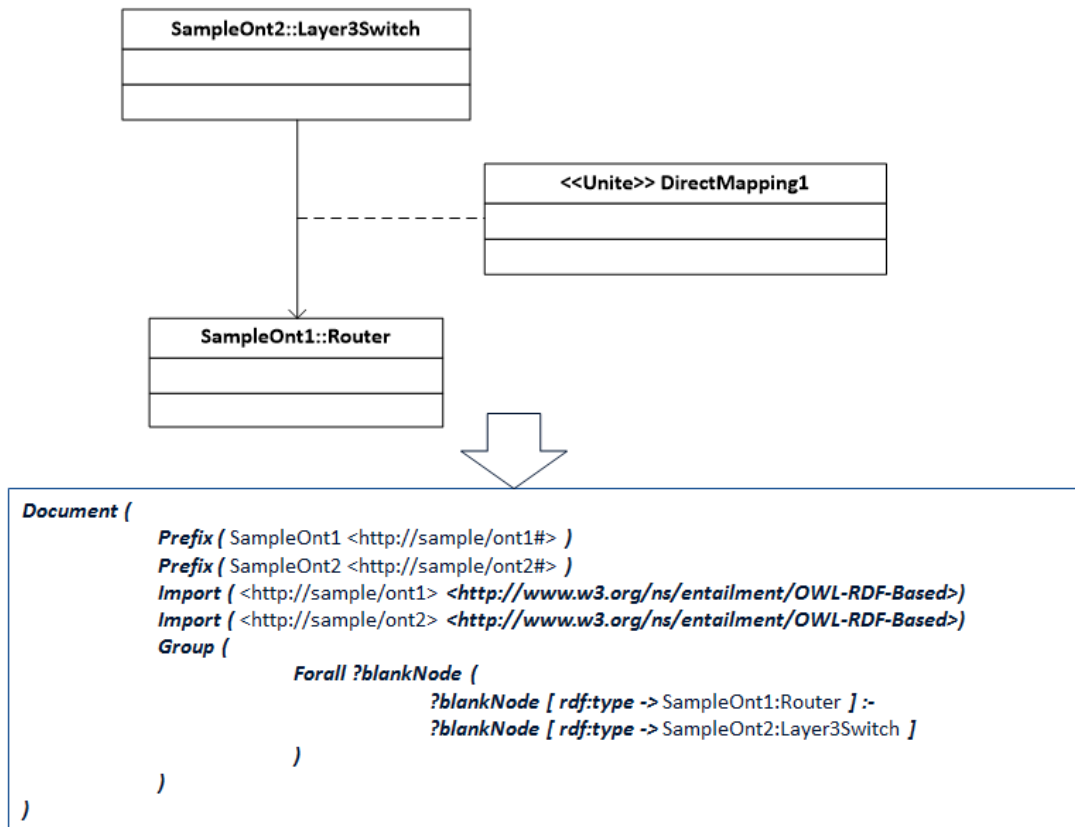 SampleOnt2::Layer3Switch
<<Unite>> DirectMapping1
SampleOnt1::Router
Document (
Prefix ( SampleOnt1 <http://sample/ont1#> )
Prefix ( SampleOnt2 <http://sample/ont2#> )
Import ( <http://sample/ont1> <http://www.w3.org/ns/entailment/OWL-RDF-Based>)
Import ( <http://sample/ont2> <http://www.w3.org/ns/entailment/OWL-RDF-Based>)
Group (
Forall ?blankNode (
?blankNode [ rdf:type -> SampleOnt1:Router ] :-
?blankNode [ rdf:type -> SampleOnt2:Layer3Switch ]
)
)
)